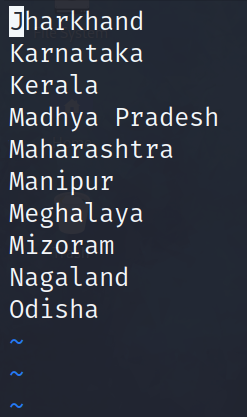 Jharkhand
Karnataka
Kerala
Madhya Pradesh
Maharashtra
Manipur
Meghalaya
Mizoram
Nagaland
Odisha
~
~
~